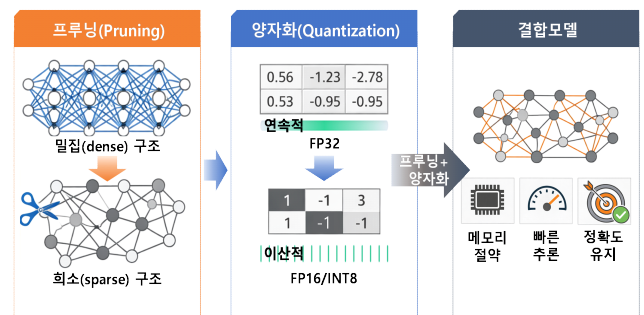 프루닝(Pruning)
밀집(dense) 구조
희소(sparse) 구조
양자화(Quantization)
0.56 -1.23 -2.78
0.53 -0.95 -0.95
연속적
FP32
1 -1 3
1 -1 -1
이산적
FP16/INT8
프루닝+
양자화
결합모델
메모리
절약
빠른
추론
정확도
유지